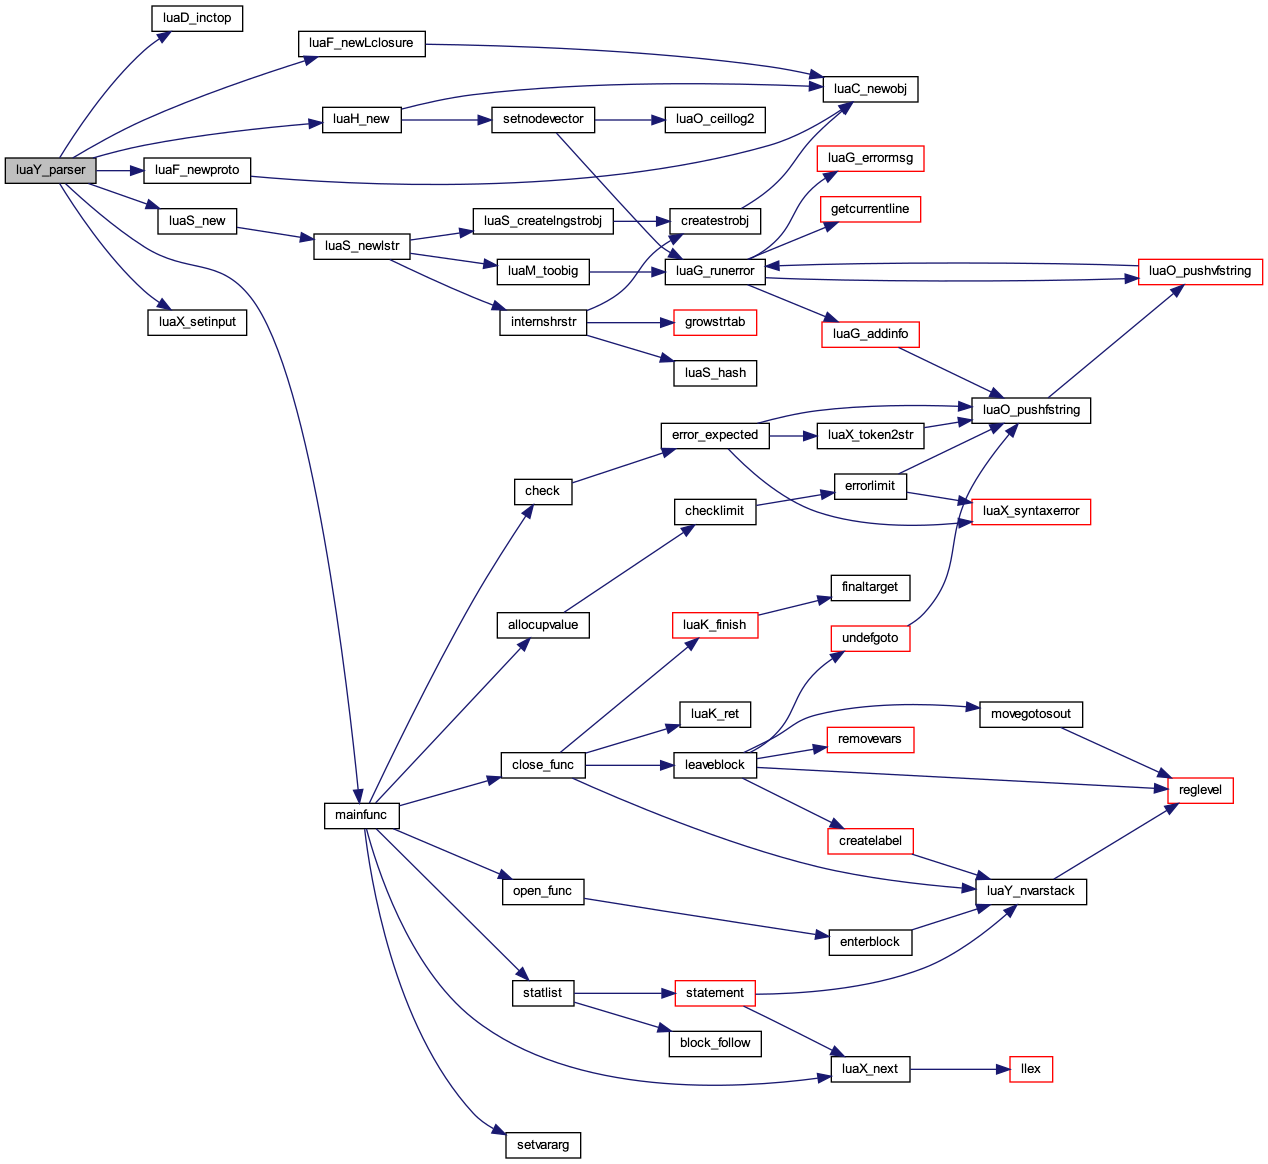 luaY_parser
luaD_inctop
luaF_newLclosure
luaH_new
luaF_newproto
luaS_new
luaX_setinput
luaS_newlstr
setnodevector
luaO_ceillog2
luaC_newobj
luaS_createlngstrobj
createstrobj
luaM_toobig
luaG_runerror
internshrstr
growstrtab
luaS_hash
luaG_errormsg
getcurrentline
luaO_pushvfstring
luaG_addinfo
luaO_pushfstring
error_expected
luaX_token2str
check
checklimit
errorlimit
luaX_syntaxerror
allocupvalue
luaK_finish
finaltarget
undefgoto
luaK_ret
movegotosout
close_func
leaveblock
removevars
reglevel
mainfunc
createlabel
open_func
luaY_nvarstack
enterblock
statlist
statement
block_follow
luaX_next
llex
setvararg